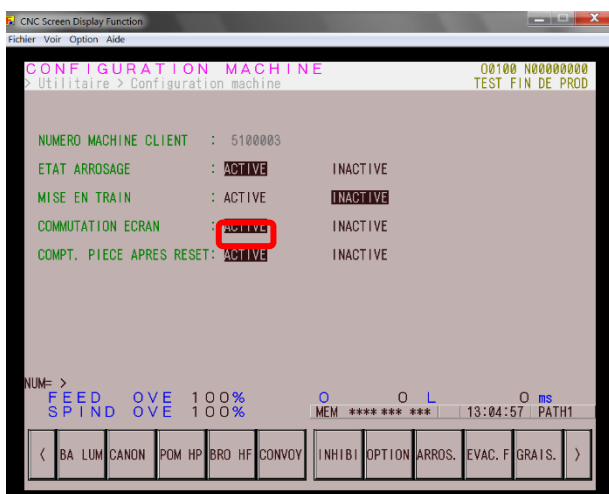 CNC Screen Display Function
Fichier Voir Option Aide
CONFIGURATION MACHINE O0100 N00000000
> Utilitaire > Configuration machine TEST FIN DE PROD
NUMERO MACHINE CLIENT : 5100003
ETAT ARROSAGE : ACTIVE INACTIVE
MISE EN TRAIN : ACTIVE INACTIVE
COMMUTATION ECRAN : ACTIVE INACTIVE
COMPT. PIECE APRES RESET: ACTIVE INACTIVE
NUM= >
FEED OVE 100% O O L O ms
SPIND OVE 100% MEM **** *** *** 13:04:57 PATH1
< BA LUM CANON POM HP BRO HF CONVOY INHIBI OPTION ARROS. EVAC. F GRAIS. >